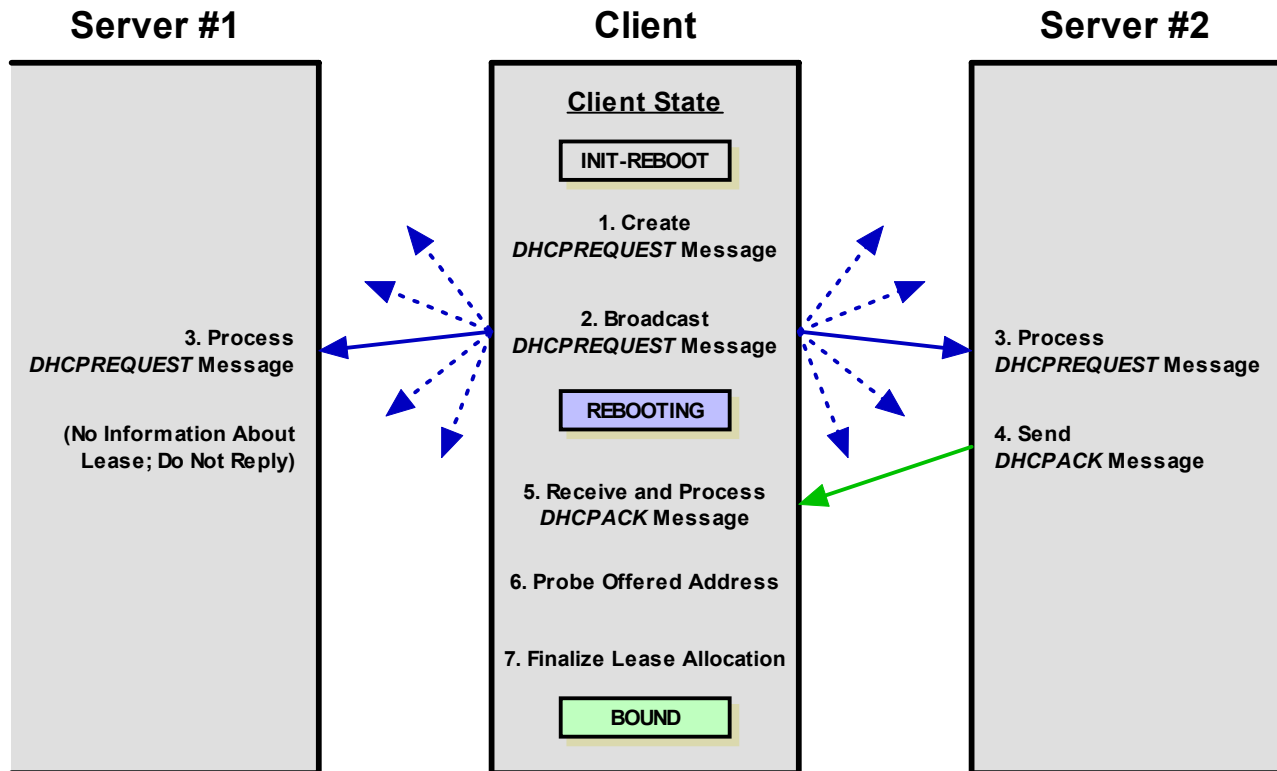 Server #1
Client
Server #2
Client State
INIT-REBOOT
1. Create
DHCPREQUEST Message
2. Broadcast
DHCPREQUEST Message
3. Process
DHCPREQUEST Message
3. Process
DHCPREQUEST Message
REBOOTING
(No Information About
Lease; Do Not Reply)
4. Send
DHCPACK Message
5. Receive and Process
DHCPACK Message
6. Probe Offered Address
7. Finalize Lease Allocation
BOUND